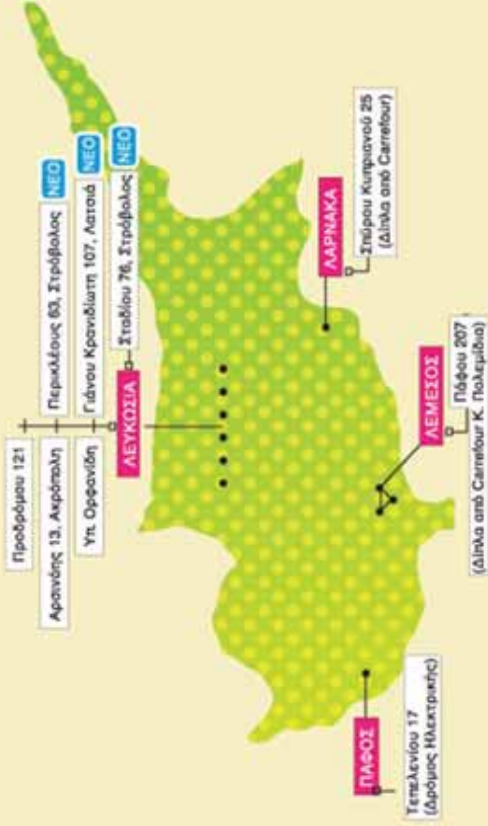 Προδρόμου 121
Αρσινόης 13, Ακρόπολη
Περικλέους 63, Στρόβολος ΝΕΟ
Υπ. Ορφανίδη
Γιάνου Κρανιδιώτη 107, Λατσιά ΝΕΟ
ΛΕΥΚΩΣΙΑ
Σταδίου 76, Στρόβολος ΝΕΟ
ΛΑΡΝΑΚΑ
Σπύρου Κυπριανού 25
(Δίπλα από Carrefour)
ΛΕΜΕΣΟΣ
Πάφου 207
(Δίπλα από Carrefour Κ. Πολεμίδια)
ΠΑΦΟΣ
Τεπελενίου 17
(Δρόμος Ηλεκτρικής)